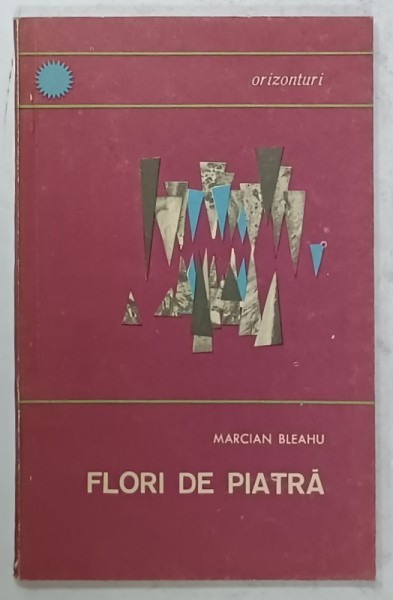 orizonturi
MARCIAN BLEAHU
FLORI DE PIATRĂ